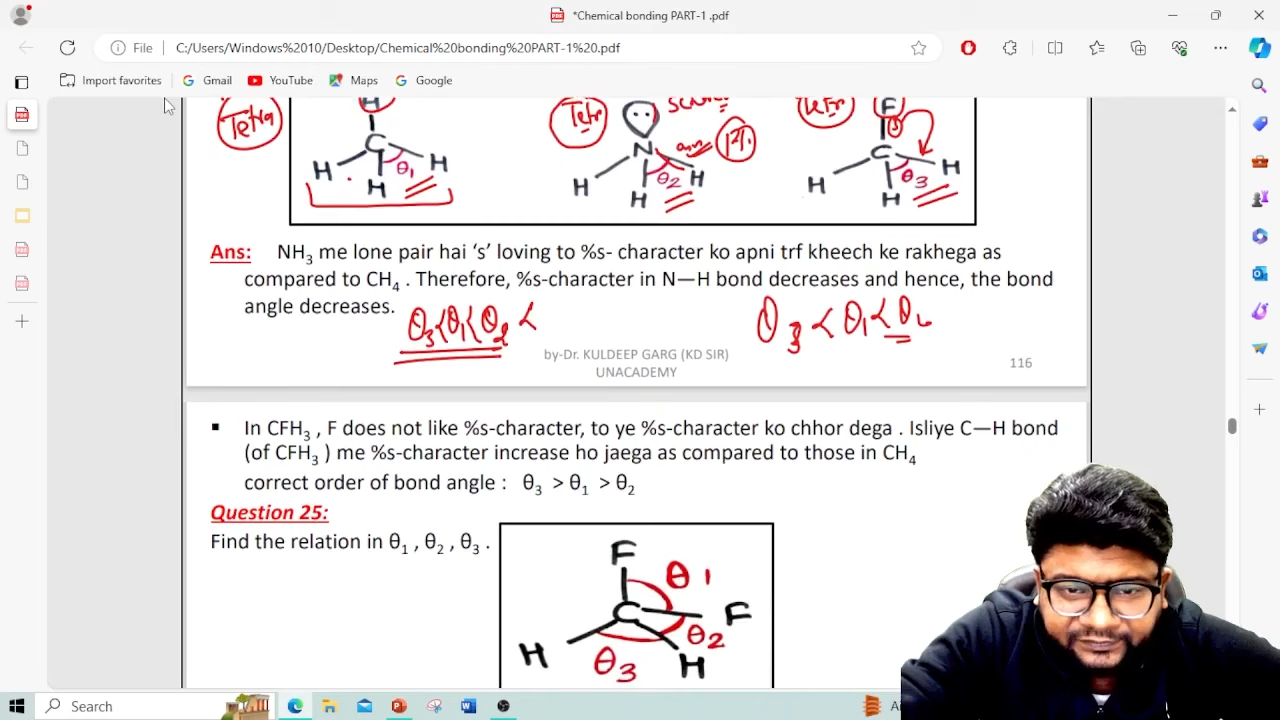 *Chemical bonding PART-1 .pdf
File C:/Users/Windows%2010/Desktop/Chemical%20bonding%20PART-1%20.pdf
Import favorites Gmail YouTube Maps Google
Tetra H Tetr Tetr F
C N C
H θ1 H H θ2 H H θ3 H
H H H
Ans: NH3 me lone pair hai ‘s’ loving to %s- character ko apni trf kheech ke rakhega as
compared to CH4 . Therefore, %s-character in N—H bond decreases and hence, the bond
angle decreases.
θ3<θ1<θ2 < θ3 < θ1 <
by-Dr. KULDEEP GARG (KD SIR)
UNACADEMY
116
▪ In CFH3 , F does not like %s-character, to ye %s-character ko chhor dega . Isliye C—H bond
(of CFH3 ) me %s-character increase ho jaega as compared to those in CH4
correct order of bond angle : θ3 > θ1 > θ2
Question 25:
Find the relation in θ1 , θ2 , θ3 .
F
θ1
C F
θ2
H θ3 H
Search